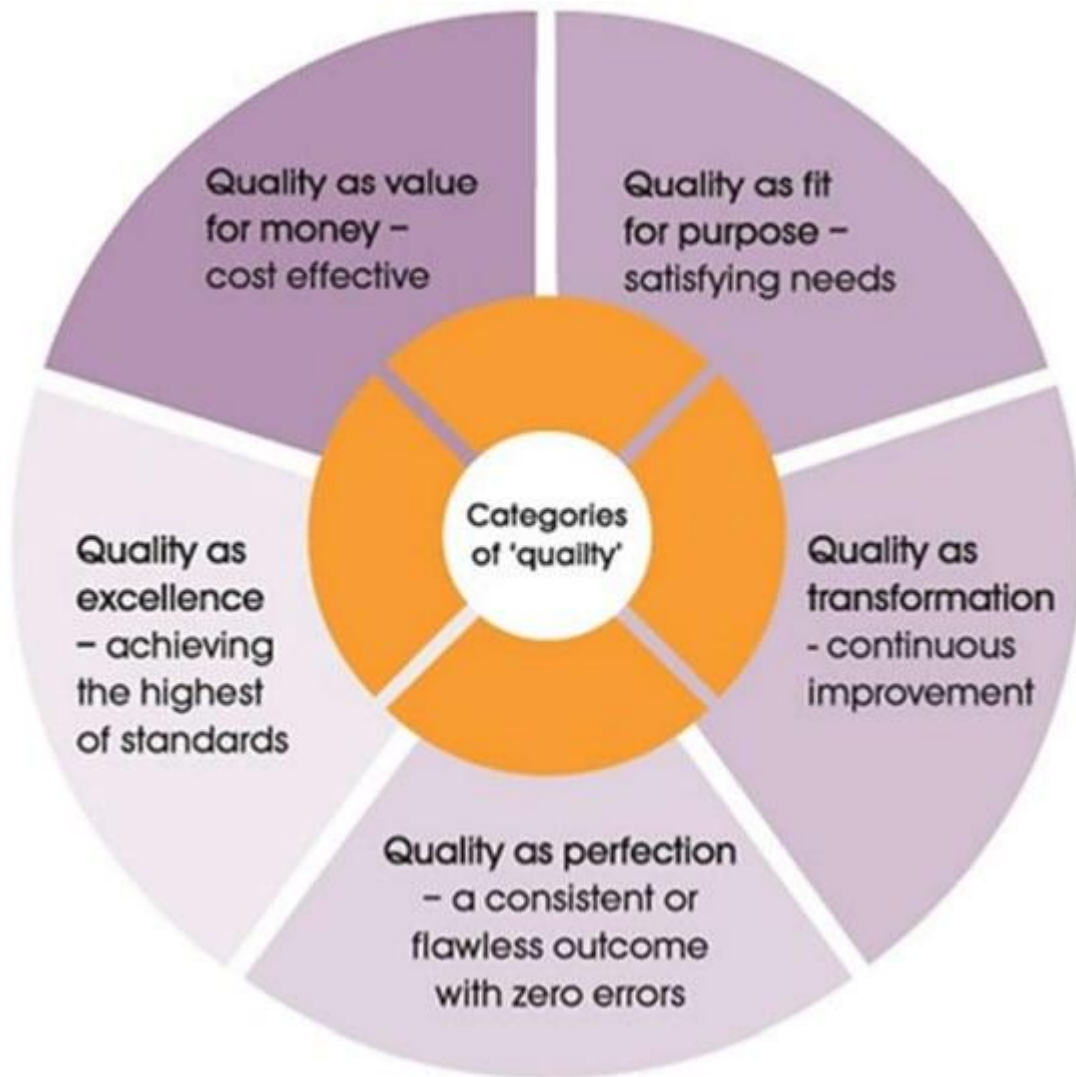 Quality as value
for money –
cost effective
Quality as fit
for purpose –
satisfying needs
Categories
of ‘quailty’
Quality as
excellence
– achieving
the highest
of standards
Quality as
transformation
- continuous
improvement
Quality as perfection
– a consistent or
flawless outcome
with zero errors